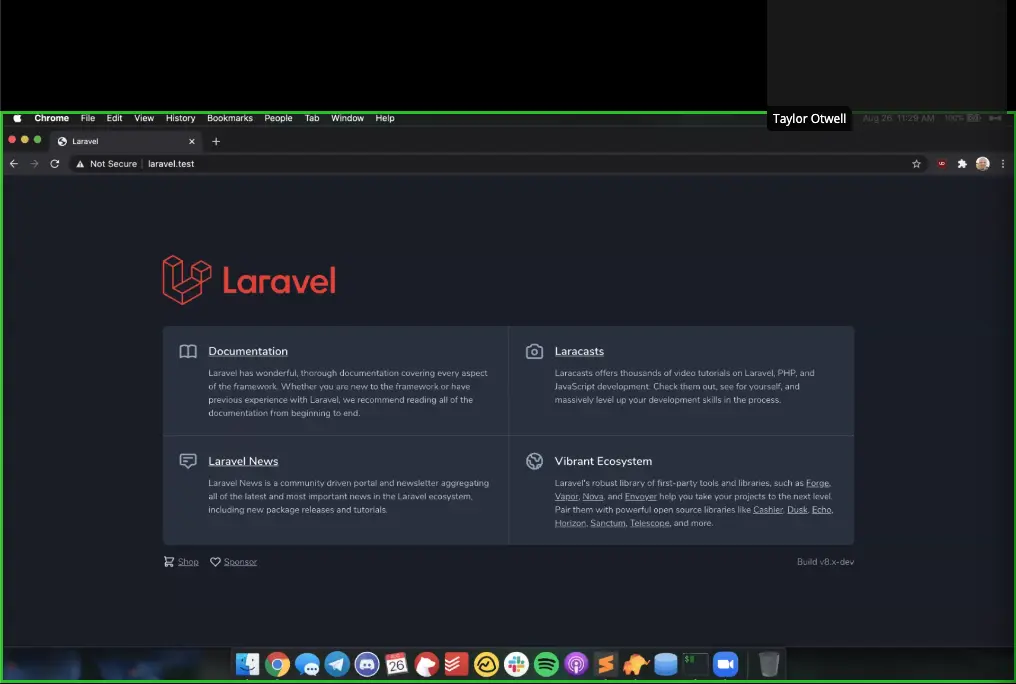 Taylor Otwell
Chrome File Edit View History Bookmarks People Tab Window Help
Aug 26, 11:29 AM 100%
Laravel
Not Secure | laravel.test
Laravel
Documentation
Laravel has wonderful, thorough documentation covering every aspect
of the framework. Whether you are new to the framework or have
previous experience with Laravel, we recommend reading all of the
documentation from beginning to end.
Laracasts
Laracasts offers thousands of video tutorials on Laravel, PHP, and
JavaScript development. Check them out, see for yourself, and
massively level up your development skills in the process.
Laravel News
Laravel News is a community driven portal and newsletter aggregating
all of the latest and most important news in the Laravel ecosystem,
including new package releases and tutorials.
Vibrant Ecosystem
Laravel's robust library of first-party tools and libraries, such as Forge,
Vapor, Nova, and Envoyer help you take your projects to the next level.
Pair them with powerful open source libraries like Cashier, Dusk, Echo,
Horizon, Sanctum, Telescope, and more.
Shop Sponsor
Build v8.x-dev
26